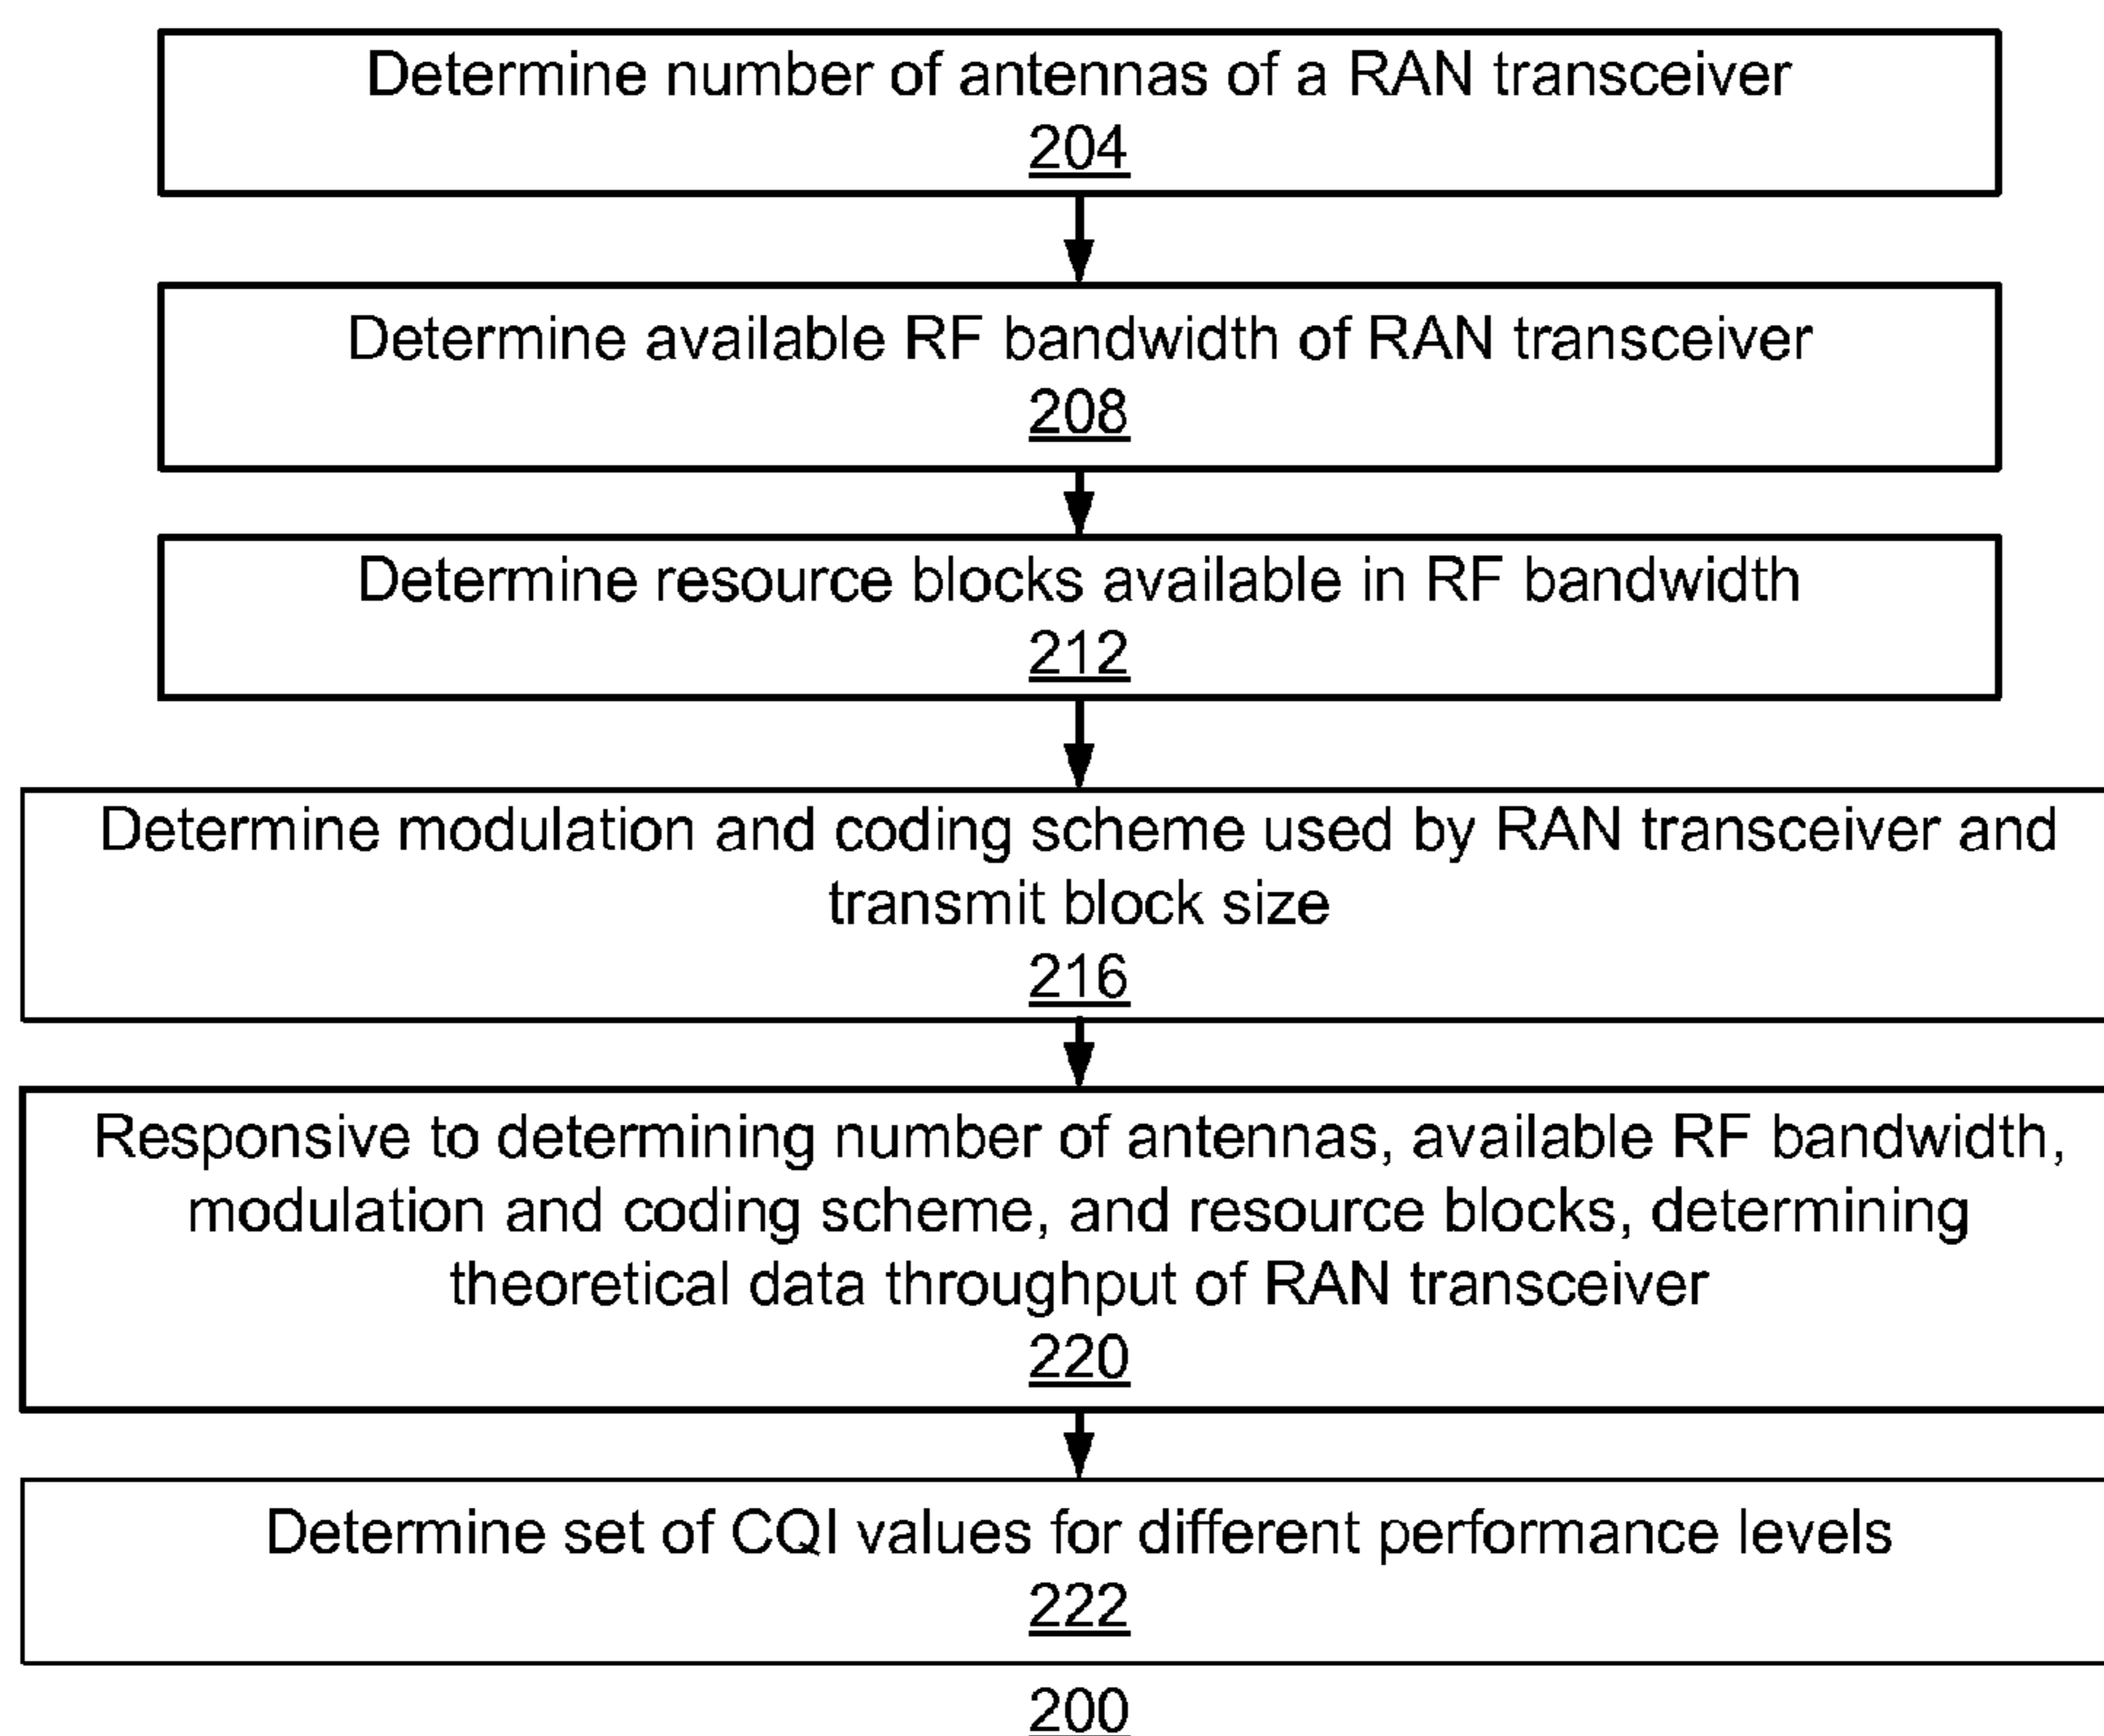 Determine number of antennas of a RAN transceiver
204
Determine available RF bandwidth of RAN transceiver
208
Determine resource blocks available in RF bandwidth
212
Determine modulation and coding scheme used by RAN transceiver and
transmit block size
216
Responsive to determining number of antennas, available RF bandwidth,
modulation and coding scheme, and resource blocks, determining
theoretical data throughput of RAN transceiver
220
Determine set of CQI values for different performance levels
222
200